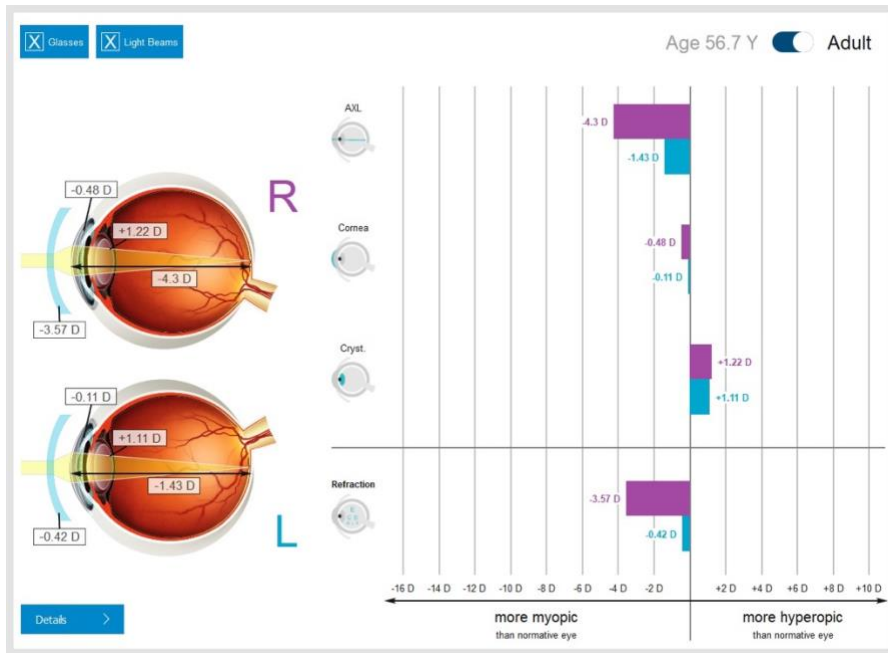 X Glasses
X Light Beams
Age 56.7 Y
Adult
-0.48 D
+1.22 D
-4.3 D
-3.57 D
R
-0.11 D
+1.11 D
-1.43 D
-0.42 D
L
Details >
AXL
-4.3 D
-1.43 D
Cornea
-0.48 D
-0.11 D
Cryst.
+1.22 D
+1.11 D
Refraction
-3.57 D
-0.42 D
-16 D -14 D -12 D -10 D -8 D -6 D -4 D -2 D +2 D +4 D +6 D +8 D +10 D
more myopic
than normative eye
more hyperopic
than normative eye